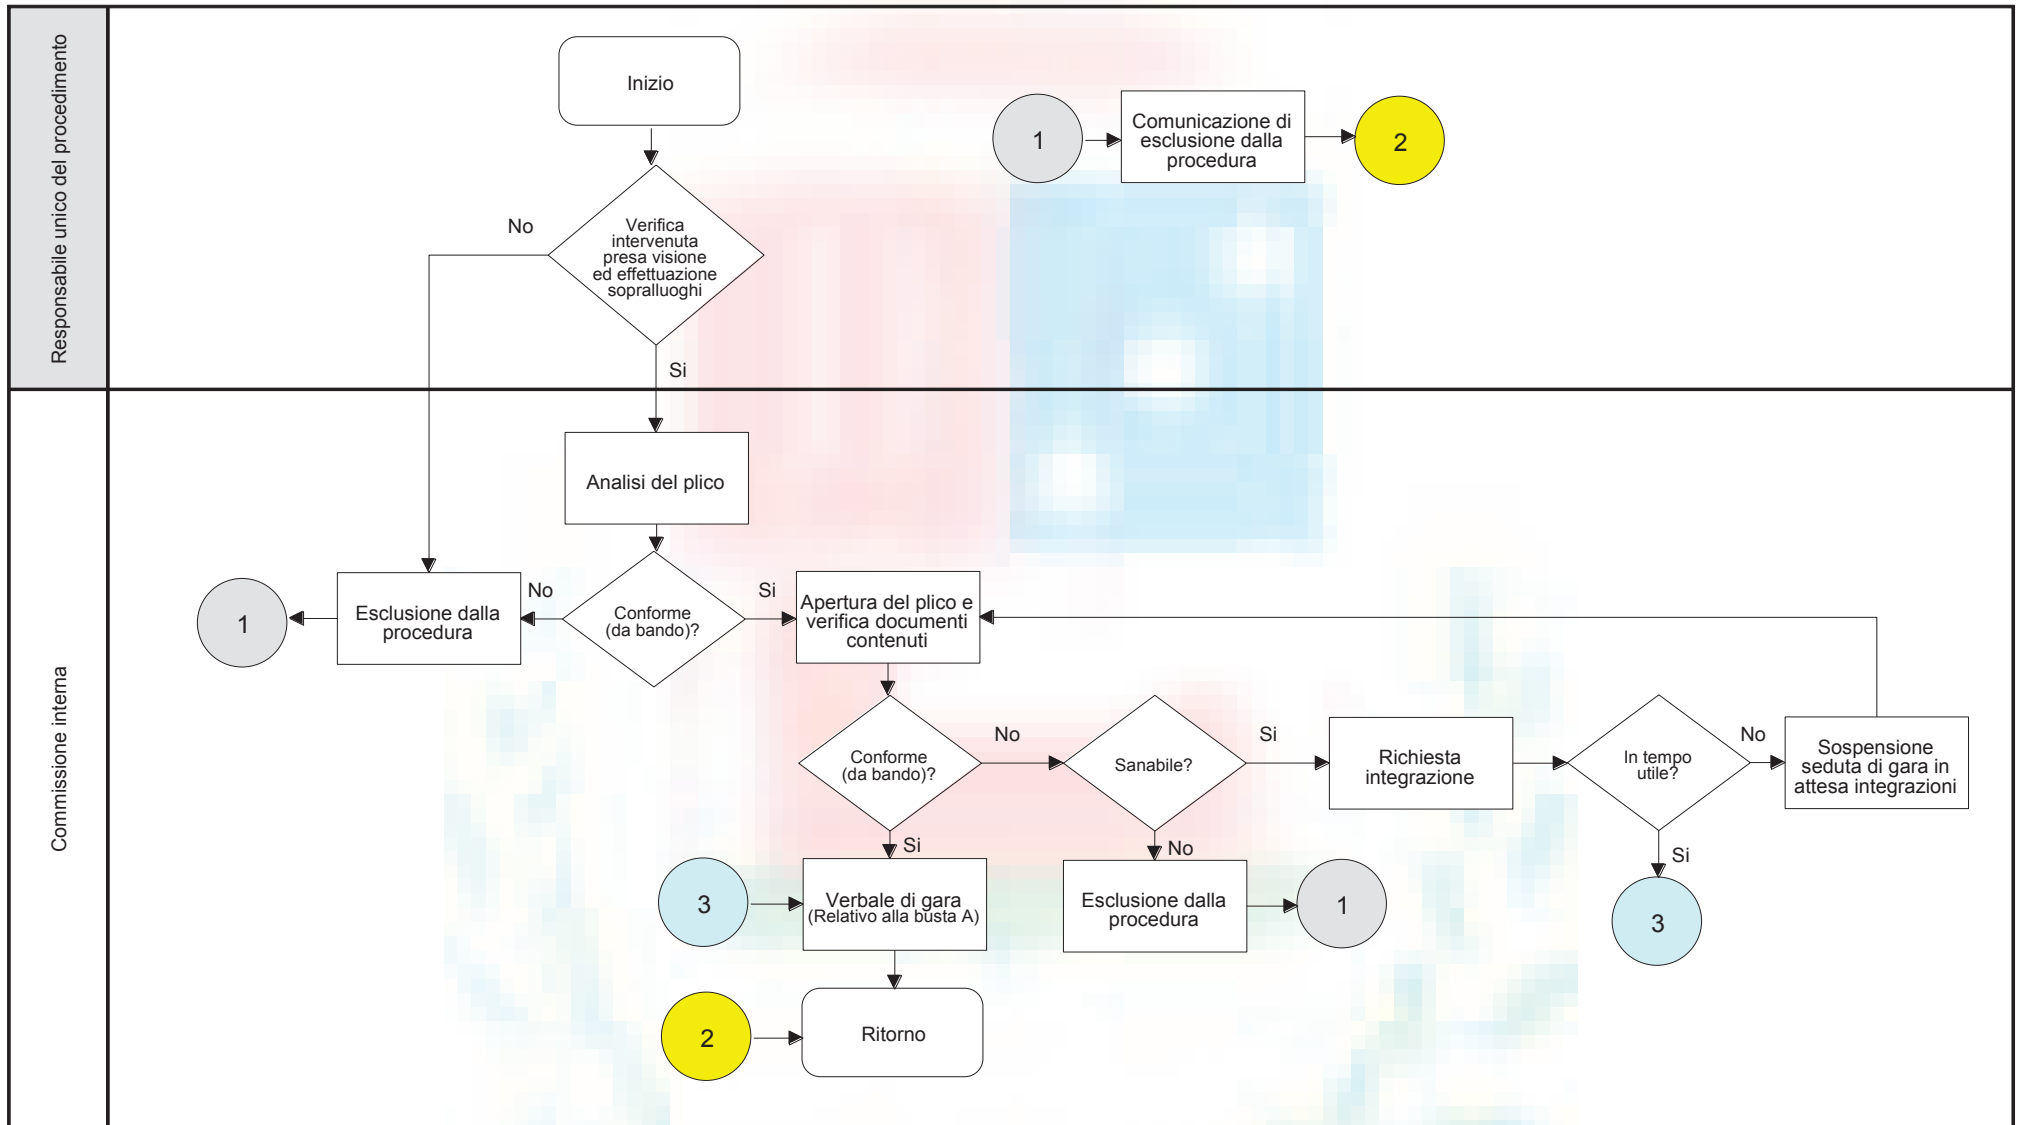 Responsabile unico del procedimento
Inizio
1
Comunicazione di
esclusione dalla
procedura
2
No
Verifica
intervenuta
presa visione
ed effettuazione
sopralluoghi
Si
Commissione interna
Analisi del plico
1
Esclusione dalla
procedura
No
Conforme
(da bando)?
Si
Apertura del plico e
verifica documenti
contenuti
Conforme
(da bando)?
No
Sanabile?
Si
Richiesta
integrazione
In tempo
utile?
No
Sospensione
seduta di gara in
attesa integrazioni
Si
No
Si
3
Verbale di gara
(Relativo alla busta A)
Esclusione dalla
procedura
1
3
2
Ritorno